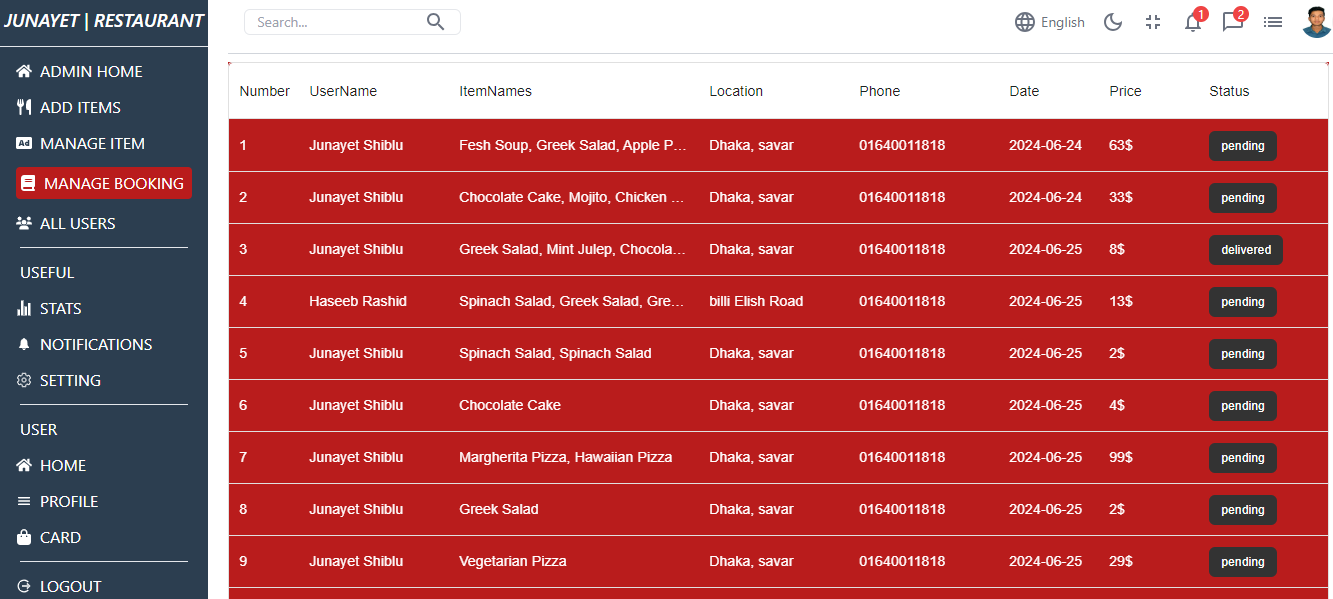 JUNAYET | RESTAURANT
Search...
English
1
2
ADMIN HOME
ADD ITEMS
Ad MANAGE ITEM
MANAGE BOOKING
ALL USERS
USEFUL
STATS
NOTIFICATIONS
SETTING
USER
HOME
PROFILE
CARD
LOGOUT
Number UserName ItemNames Location Phone Date Price Status
1 Junayet Shiblu Fesh Soup, Greek Salad, Apple P... Dhaka, savar 01640011818 2024-06-24 63$ pending
2 Junayet Shiblu Chocolate Cake, Mojito, Chicken ... Dhaka, savar 01640011818 2024-06-24 33$ pending
3 Junayet Shiblu Greek Salad, Mint Julep, Chocola... Dhaka, savar 01640011818 2024-06-25 8$ delivered
4 Haseeb Rashid Spinach Salad, Greek Salad, Gre... billi Elish Road 01640011818 2024-06-25 13$ pending
5 Junayet Shiblu Spinach Salad, Spinach Salad Dhaka, savar 01640011818 2024-06-25 2$ pending
6 Junayet Shiblu Chocolate Cake Dhaka, savar 01640011818 2024-06-25 4$ pending
7 Junayet Shiblu Margherita Pizza, Hawaiian Pizza Dhaka, savar 01640011818 2024-06-25 99$ pending
8 Junayet Shiblu Greek Salad Dhaka, savar 01640011818 2024-06-25 2$ pending
9 Junayet Shiblu Vegetarian Pizza Dhaka, savar 01640011818 2024-06-25 29$ pending